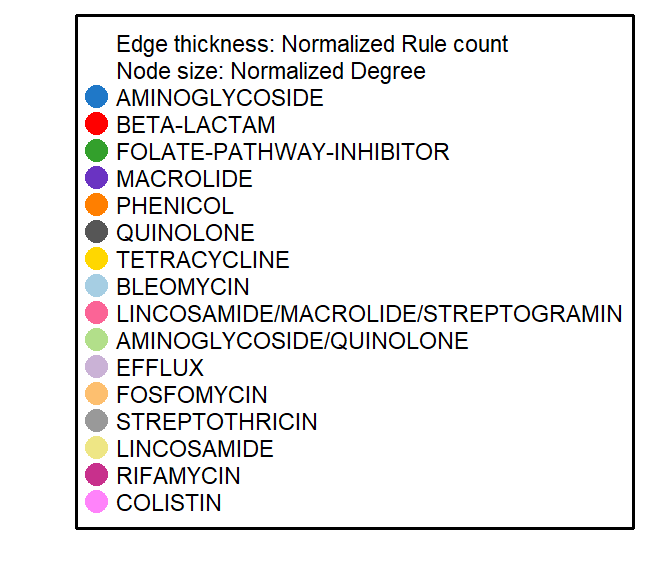 Edge thickness: Normalized Rule count
Node size: Normalized Degree
AMINOGLYCOSIDE
BETA-LACTAM
FOLATE-PATHWAY-INHIBITOR
MACROLIDE
PHENICOL
QUINOLONE
TETRACYCLINE
BLEOMYCIN
LINCOSAMIDE/MACROLIDE/STREPTOGRAMIN
AMINOGLYCOSIDE/QUINOLONE
EFFLUX
FOSFOMYCIN
STREPTOTHRICIN
LINCOSAMIDE
RIFAMYCIN
COLISTIN